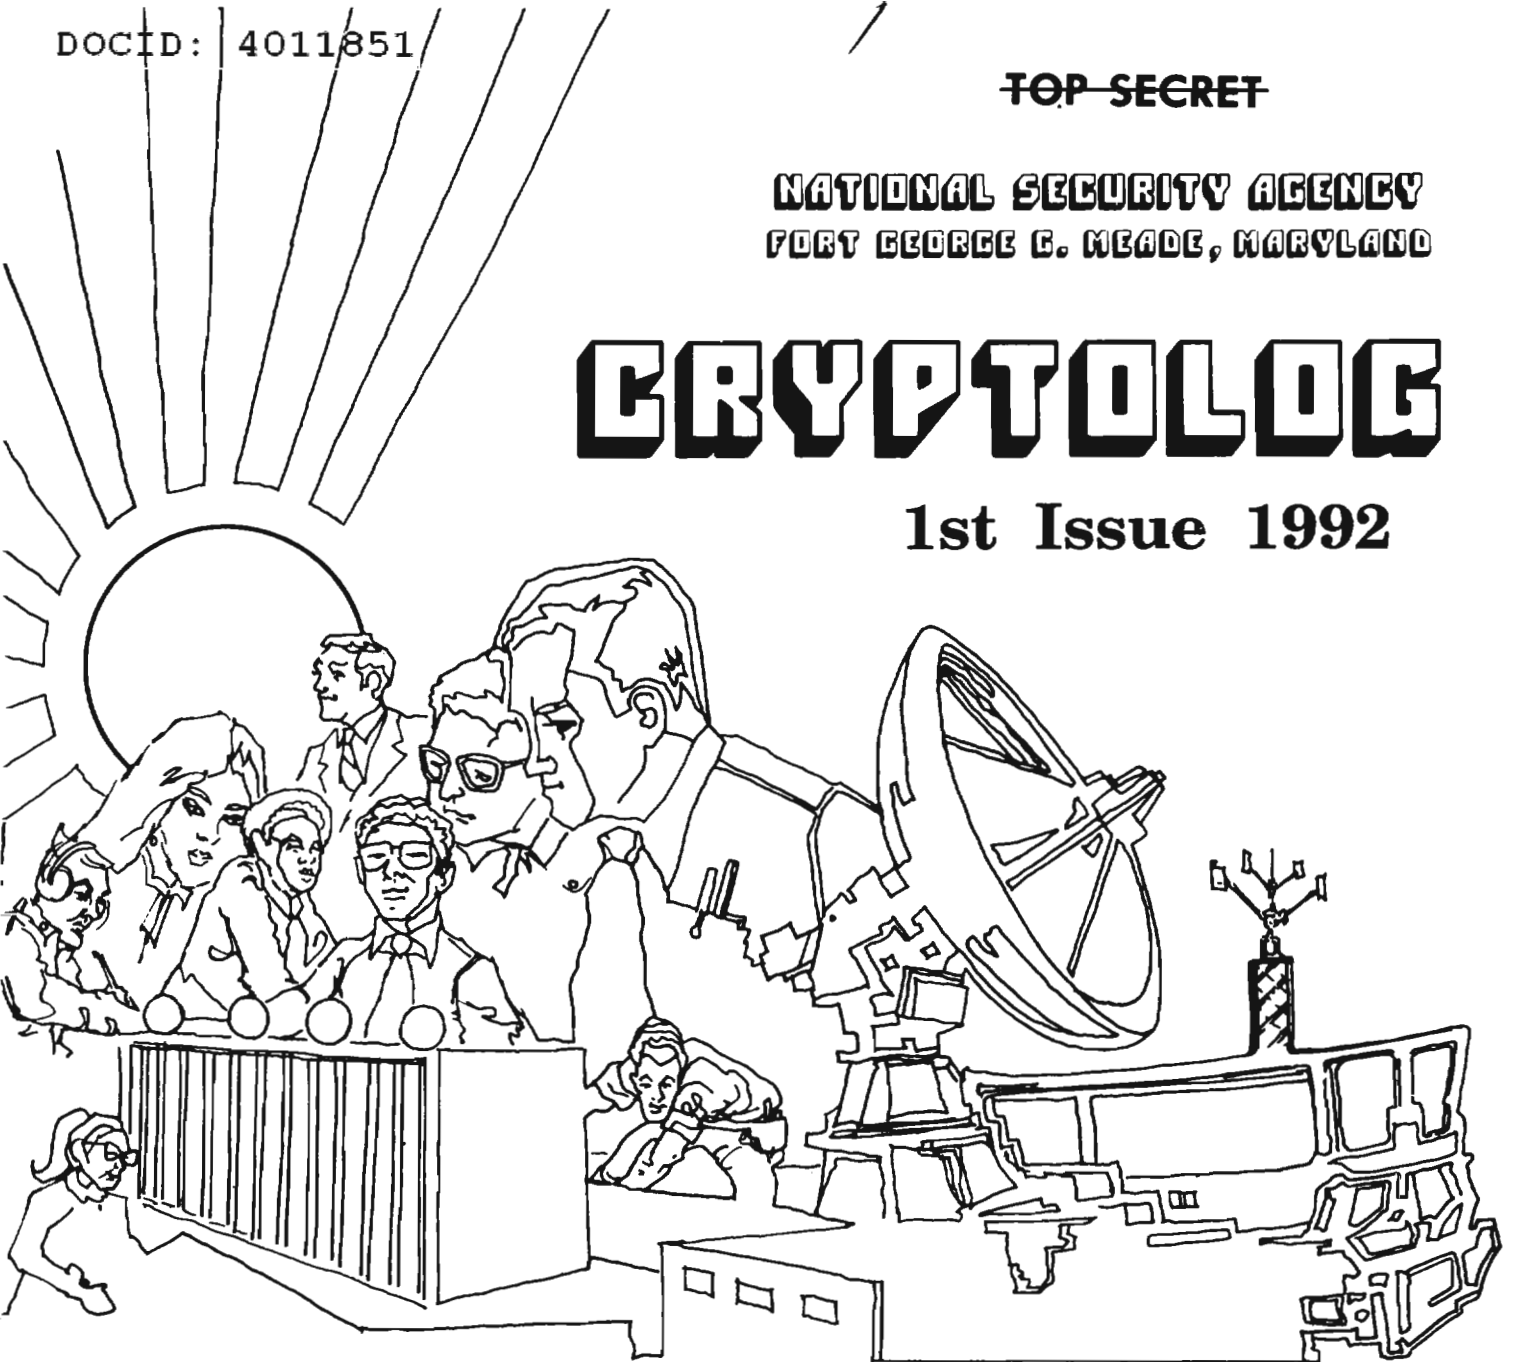 DOCID: 4011851
TOP SECRET
NATIONAL SECURITY AGENCY
FORT GEORGE G. MEADE, MARYLAND
CRYPTOLOG
1st Issue 1992